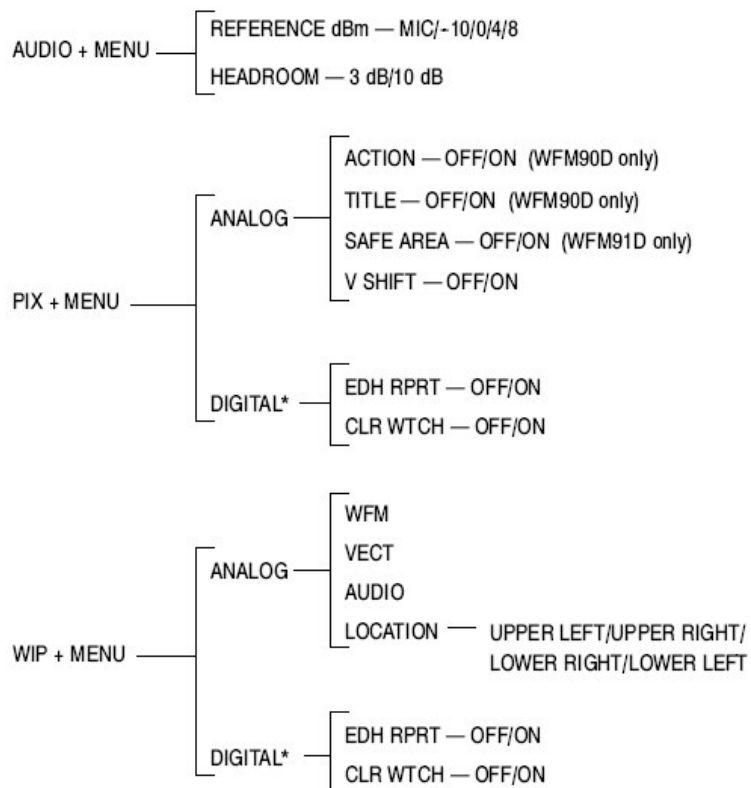 AUDIO + MENU
REFERENCE dBm — MIC/-10/0/4/8
HEADROOM — 3 dB/10 dB
PIX + MENU
ANALOG
ACTION — OFF/ON (WFM90D only)
TITLE — OFF/ON (WFM90D only)
SAFE AREA — OFF/ON (WFM91D only)
V SHIFT — OFF/ON
DIGITAL*
EDH RPRT — OFF/ON
CLR WTCH — OFF/ON
WIP + MENU
ANALOG
WFM
VECT
AUDIO
LOCATION — UPPER LEFT/UPPER RIGHT/
LOWER RIGHT/LOWER LEFT
DIGITAL*
EDH RPRT — OFF/ON
CLR WTCH — OFF/ON